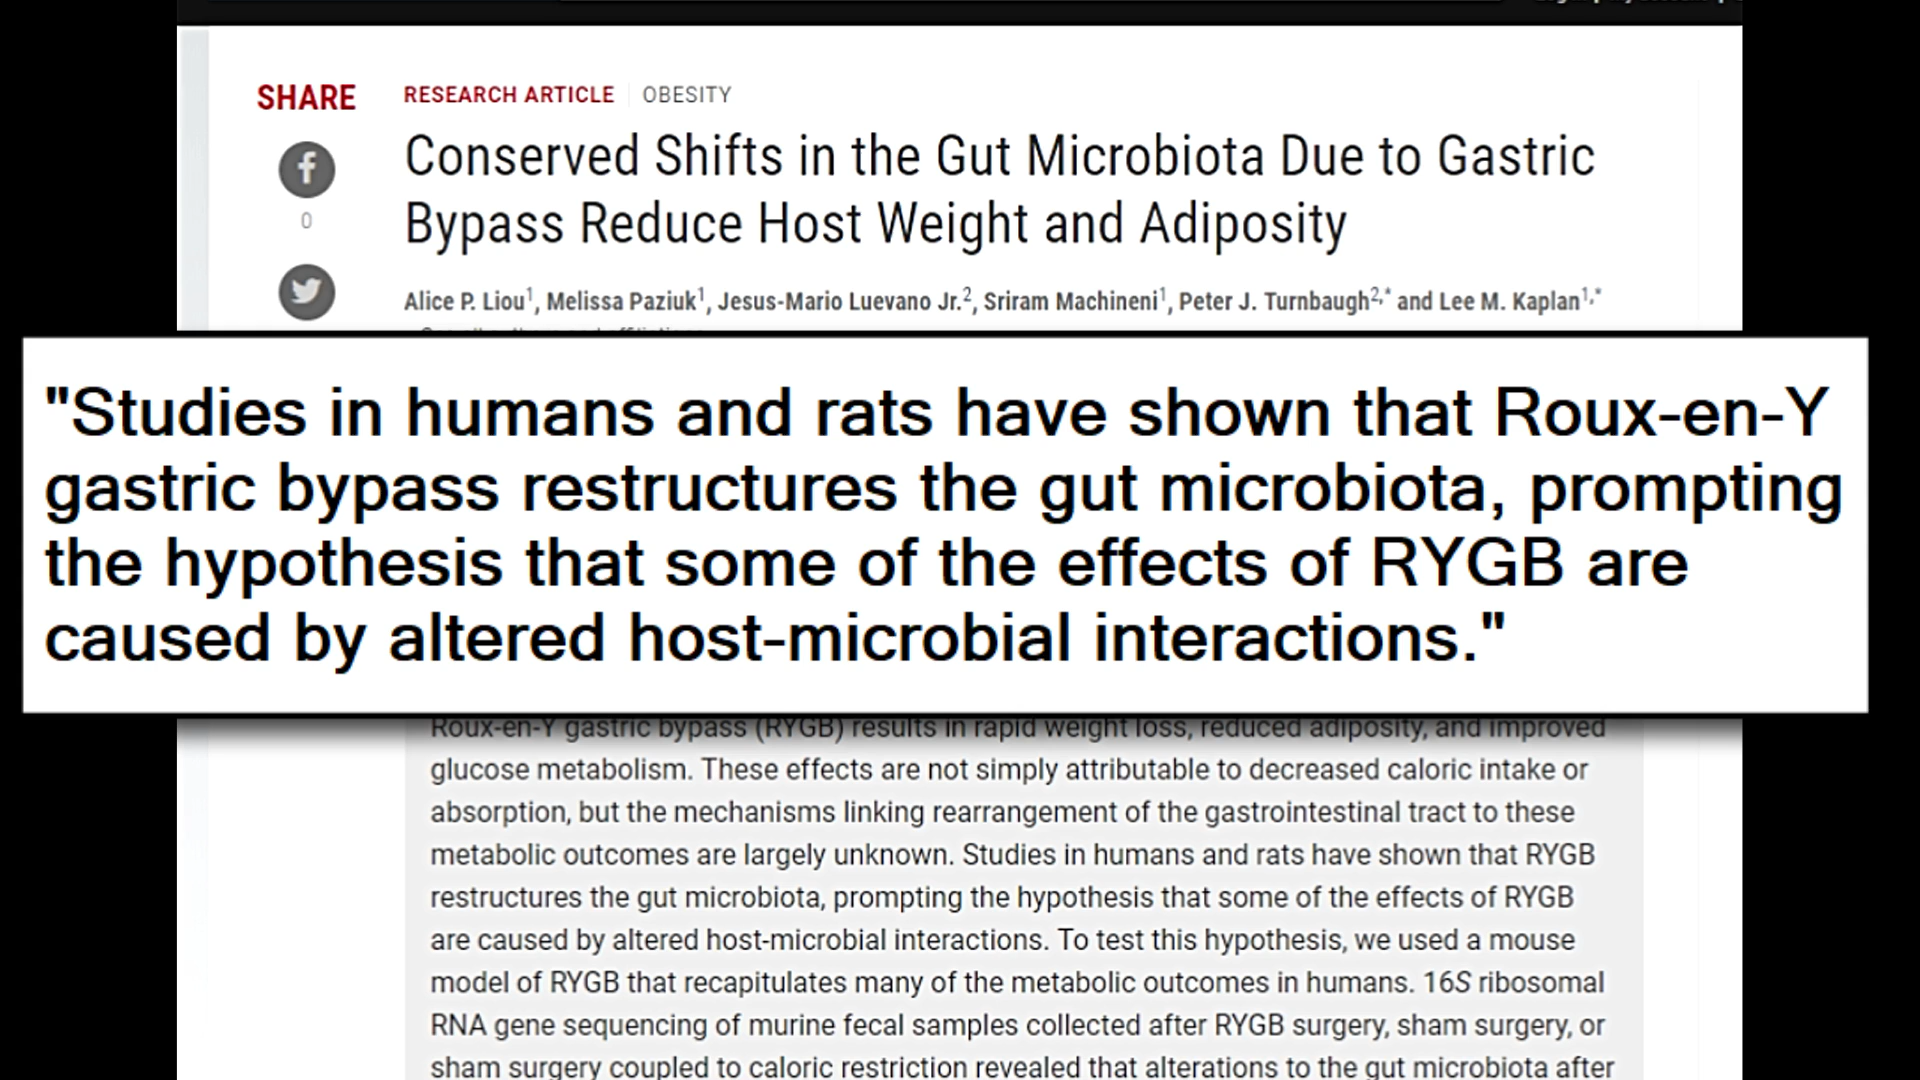 SHARE
RESEARCH ARTICLE OBESITY
Conserved Shifts in the Gut Microbiota Due to Gastric
Bypass Reduce Host Weight and Adiposity
0
Alice P. Liou1, Melissa Paziuk1, Jesus-Mario Luevano Jr.2, Sriram Machineni1, Peter J. Turnbaugh2,* and Lee M. Kaplan1,*
"Studies in humans and rats have shown that Roux-en-Y
gastric bypass restructures the gut microbiota, prompting
the hypothesis that some of the effects of RYGB are
caused by altered host-microbial interactions."
Roux-en-Y gastric bypass (RYGB) results in rapid weight loss, reduced adiposity, and improved
glucose metabolism. These effects are not simply attributable to decreased caloric intake or
absorption, but the mechanisms linking rearrangement of the gastrointestinal tract to these
metabolic outcomes are largely unknown. Studies in humans and rats have shown that RYGB
restructures the gut microbiota, prompting the hypothesis that some of the effects of RYGB
are caused by altered host-microbial interactions. To test this hypothesis, we used a mouse
model of RYGB that recapitulates many of the metabolic outcomes in humans. 16S ribosomal
RNA gene sequencing of murine fecal samples collected after RYGB surgery, sham surgery, or
sham surgery coupled to caloric restriction revealed that alterations to the gut microbiota after